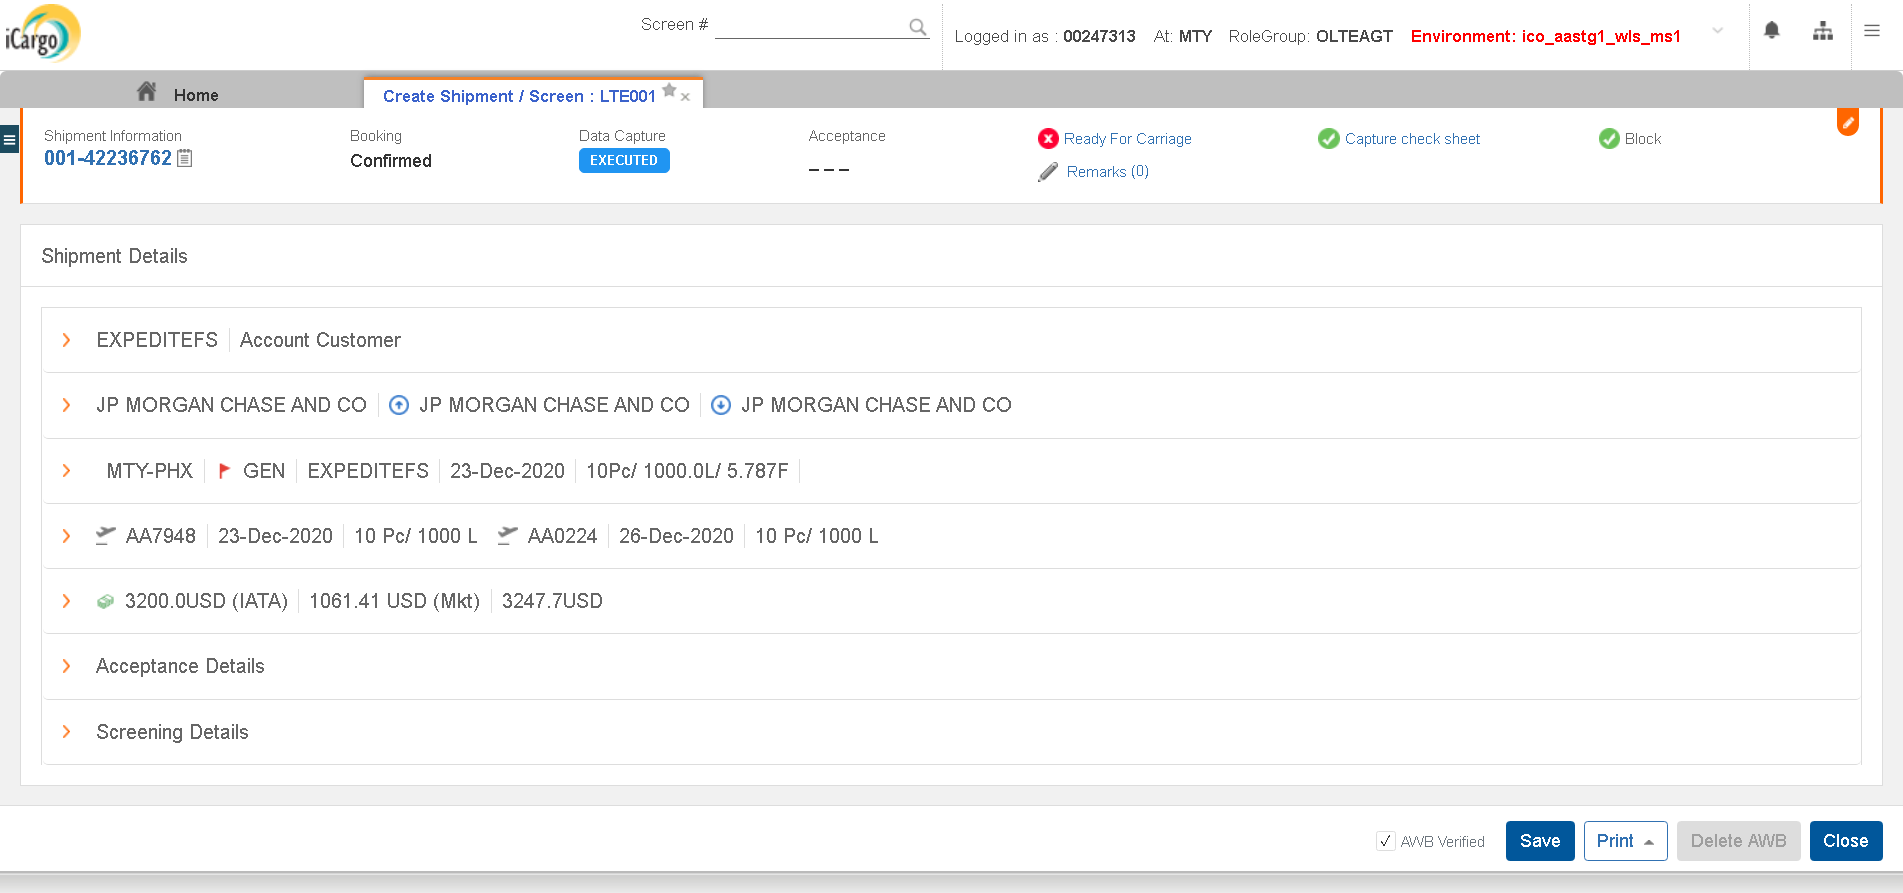 iCargo
Screen #
Logged in as : 00247313 At: MTY RoleGroup: OLTEAGT Environment: ico_aastg1_wls_ms1
Home
Create Shipment / Screen : LTE001
Shipment Information
001-42236762
Booking
Confirmed
Data Capture
EXECUTED
Acceptance
---
Ready For Carriage
Remarks (0)
Capture check sheet
Block
Shipment Details
EXPEDITEFS Account Customer
JP MORGAN CHASE AND CO JP MORGAN CHASE AND CO JP MORGAN CHASE AND CO
MTY-PHX GEN EXPEDITEFS 23-Dec-2020 10Pc/ 1000.0L/ 5.787F
AA7948 23-Dec-2020 10 Pc/ 1000 L AA0224 26-Dec-2020 10 Pc/ 1000 L
3200.0USD (IATA) 1061.41 USD (Mkt) 3247.7USD
Acceptance Details
Screening Details
AWB Verified Save Print Delete AWB Close